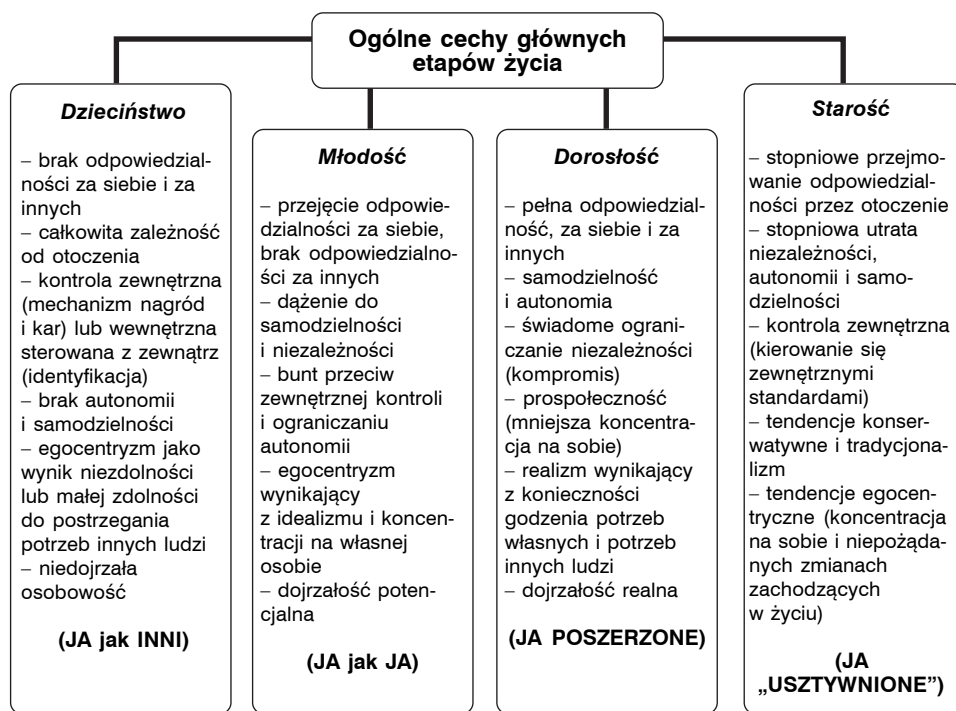 Ogólne cechy głównych
etapów życia
Dzieciństwo
– brak odpowiedzial-
ności za siebie i za
innych
– całkowita zależność
od otoczenia
– kontrola zewnętrzna
(mechanizm nagród
i kar) lub wewnętrzna
sterowana z zewnątrz
(identyfikacja)
– brak autonomii
i samodzielności
– egocentryzm jako
wynik niezdolności
lub małej zdolności
do postrzegania
potrzeb innych ludzi
– niedojrzała
osobowość
(JA jak INNI)
Młodość
– przejęcie odpowie-
dzialności za siebie,
brak odpowiedzialno-
ści za innych
– dążenie do
samodzielności
i niezależności
– bunt przeciw
zewnętrznej kontroli
i ograniczaniu
autonomii
– egocentryzm
wynikający
z idealizmu i koncen-
tracji na własnej
osobie
– dojrzałość poten-
cjalna
(JA jak JA)
Dorosłość
– pełna odpowiedzial-
ność, za siebie i za
innych
– samodzielność
i autonomia
– świadome ograni-
czanie niezależności
(kompromis)
– prospołeczność
(mniejsza koncentra-
cja na sobie)
– realizm wynikający
z konieczności
godzenia potrzeb
własnych i potrzeb
innych ludzi
– dojrzałość realna
(JA POSZERZONE)
Starość
– stopniowe przejmo-
wanie odpowiedzial-
ności przez otoczenie
– stopniowa utrata
niezależności,
autonomii i samo-
dzielności
– kontrola zewnętrzna
(kierowanie się
zewnętrznymi
standardami)
– tendencje konser-
watywne i tradycjona-
lizm
– tendencje egocen-
tryczne (koncentracja
na sobie i niepożąda-
nych zmianach
zachodzących
w życiu)
(JA
„USZTYWNIONE”)